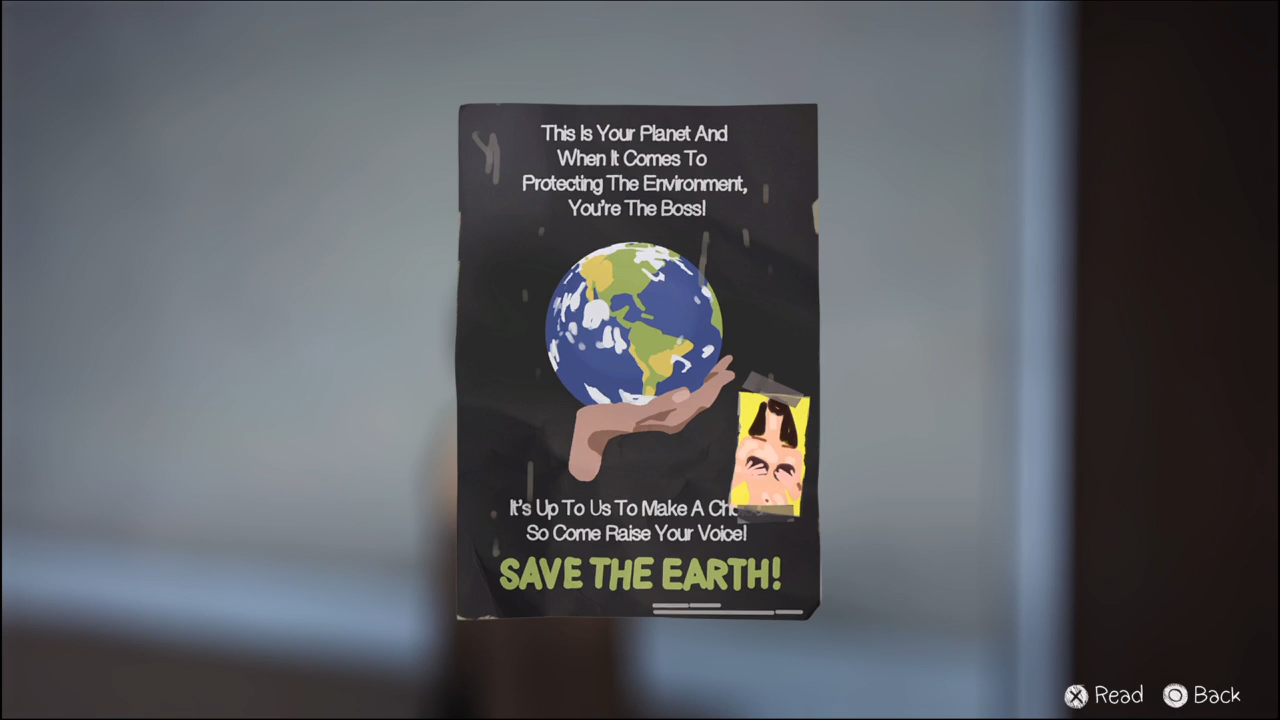 This Is Your Planet And
When It Comes To
Protecting The Environment,
You're The Boss!
It's Up To Us To Make A
So Come Raise Your Voice!
SAVE THE EARTH!
Read
Back